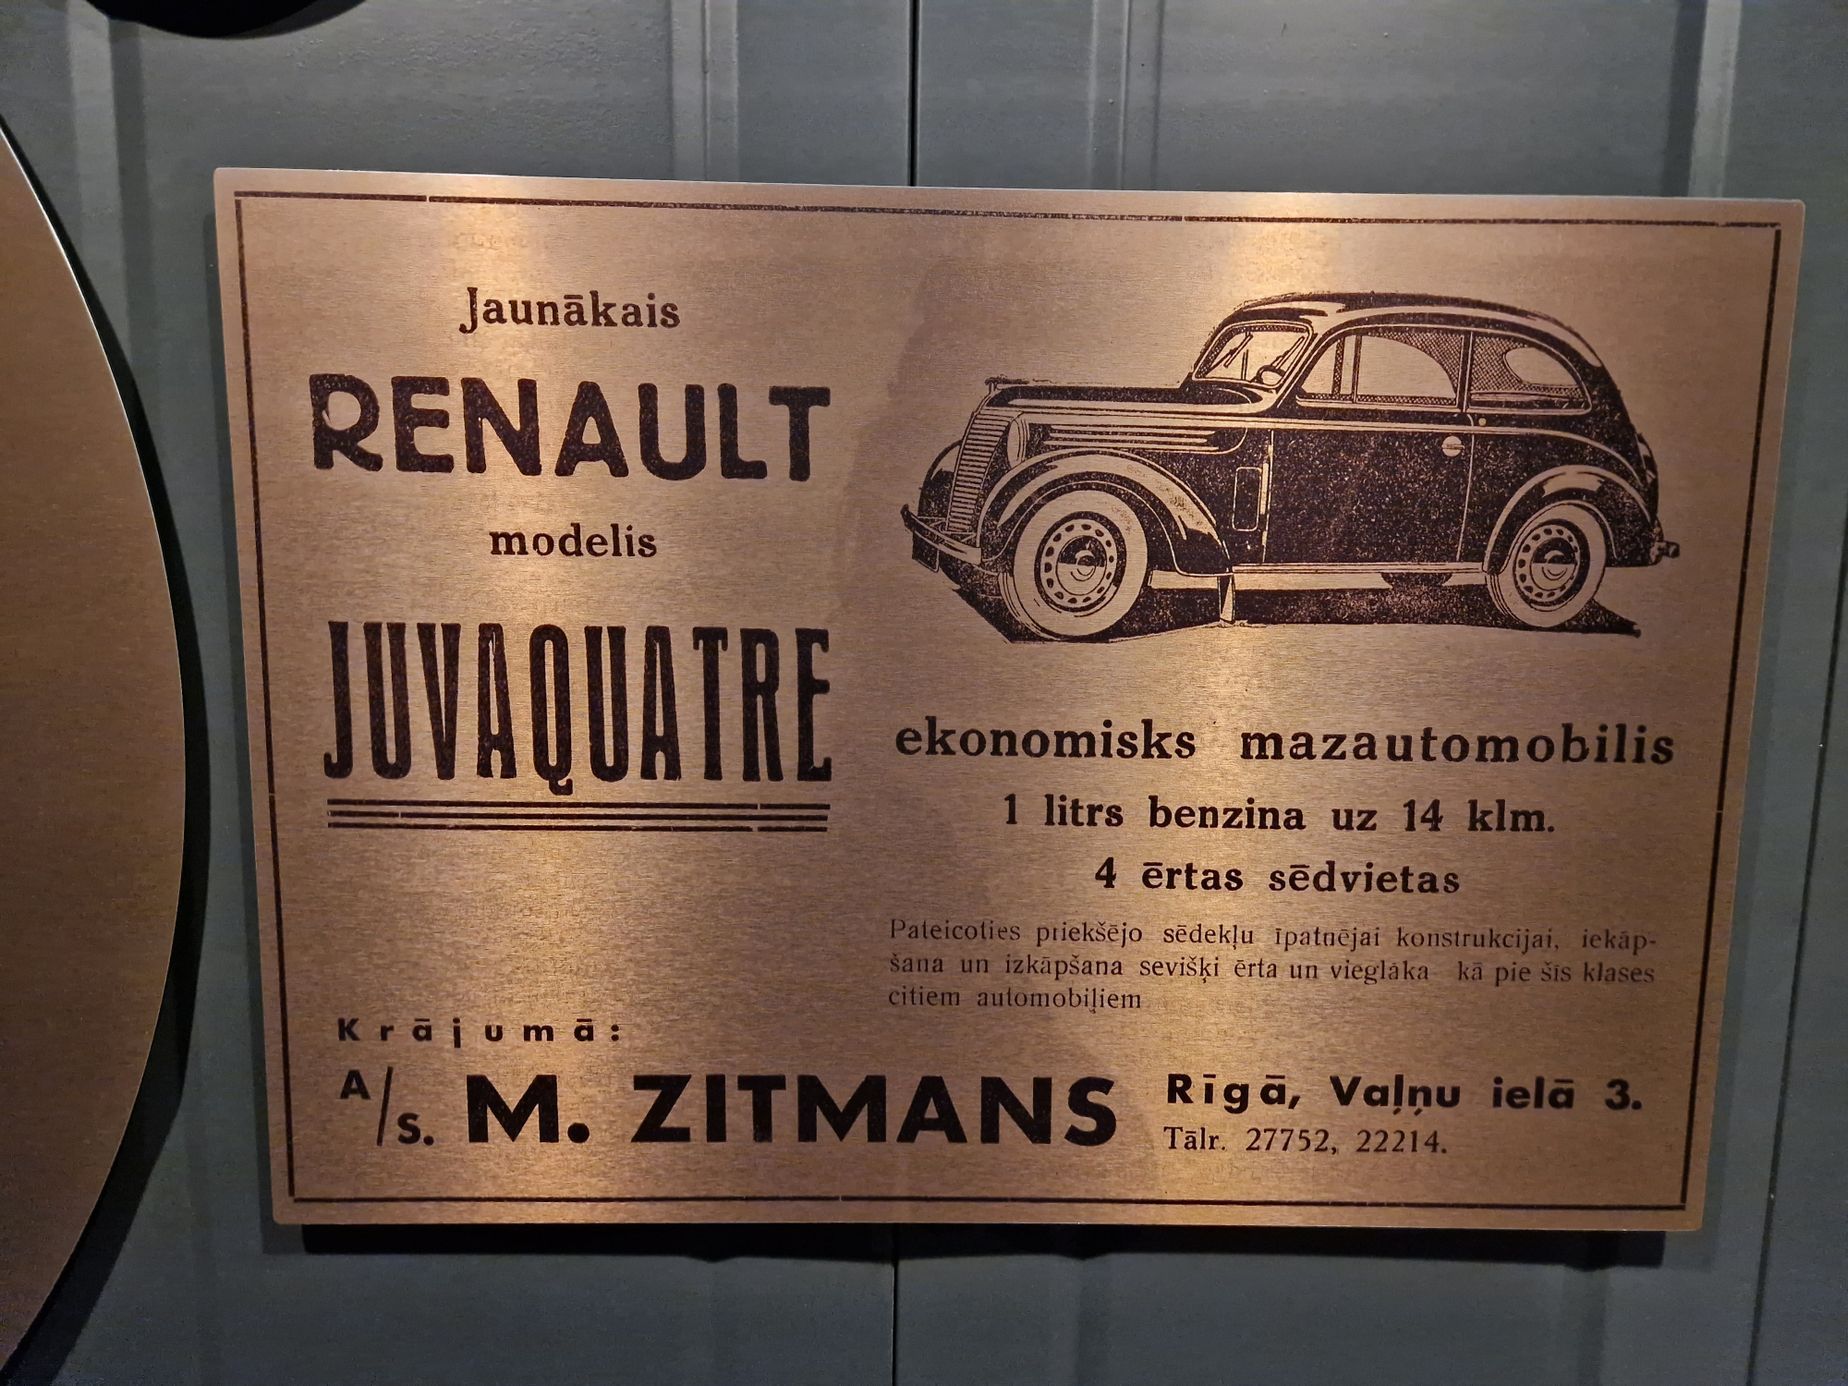 Jaunākais
RENAULT
modelis
JUVAQUATRE
ekonomisks mazautomobilis
1 litrs benzina uz 14 klm.
4 ērtas sēdvietas
Pateicoties priekšējo sēdekļu īpatnējai konstrukcijai, iekāp-
šana un izkāpšana sevišķi ērta un vieglāka kā pie šīs klases
citiem automobiļiem
Krājumā:
A/s. M. ZITMANS
Rīgā, Vaļņu ielā 3.
Tālr. 27752, 22214.